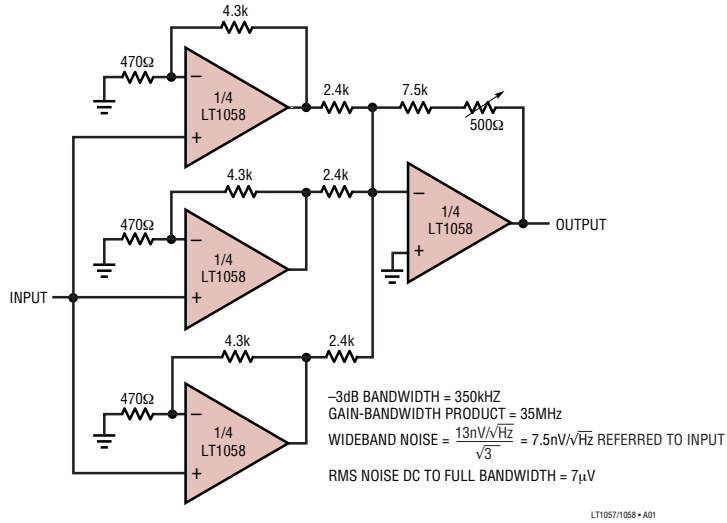 4.3k
470Ω
–
1/4
LT1058
+
2.4k
7.5k
500Ω
4.3k
2.4k
470Ω
–
1/4
LT1058
+
–
1/4
LT1058
+
OUTPUT
INPUT
4.3k
2.4k
470Ω
–
1/4
LT1058
+
–3dB BANDWIDTH = 350kHZ
GAIN-BANDWIDTH PRODUCT = 35MHz
WIDEBAND NOISE = 13nV/√Hz / √3 = 7.5nV/√Hz REFERRED TO INPUT
RMS NOISE DC TO FULL BANDWIDTH = 7µV
LT1057/1058 • A01